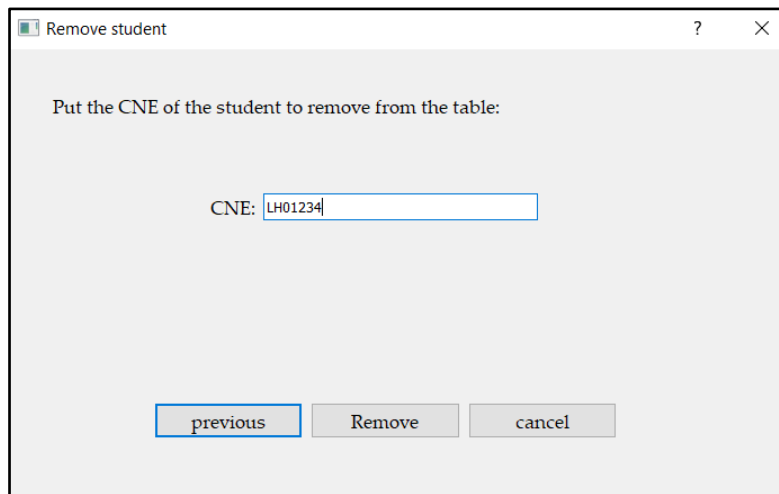 Remove student
?
Put the CNE of the student to remove from the table:
CNE: LH01234
previous Remove cancel